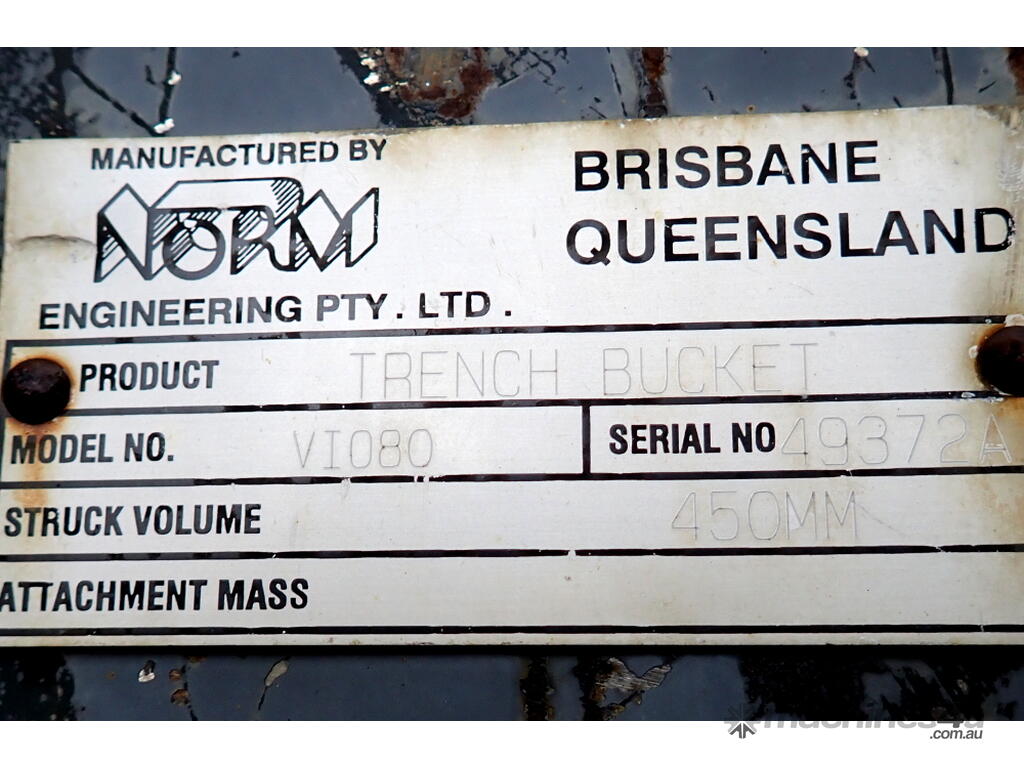 MANUFACTURED BY
NORM
ENGINEERING PTY. LTD.
BRISBANE
QUEENSLAND
PRODUCT TRENCH BUCKET
MODEL NO. VIO80 SERIAL NO 49372A
STRUCK VOLUME 450MM
ATTACHMENT MASS
machines4u
.com.au